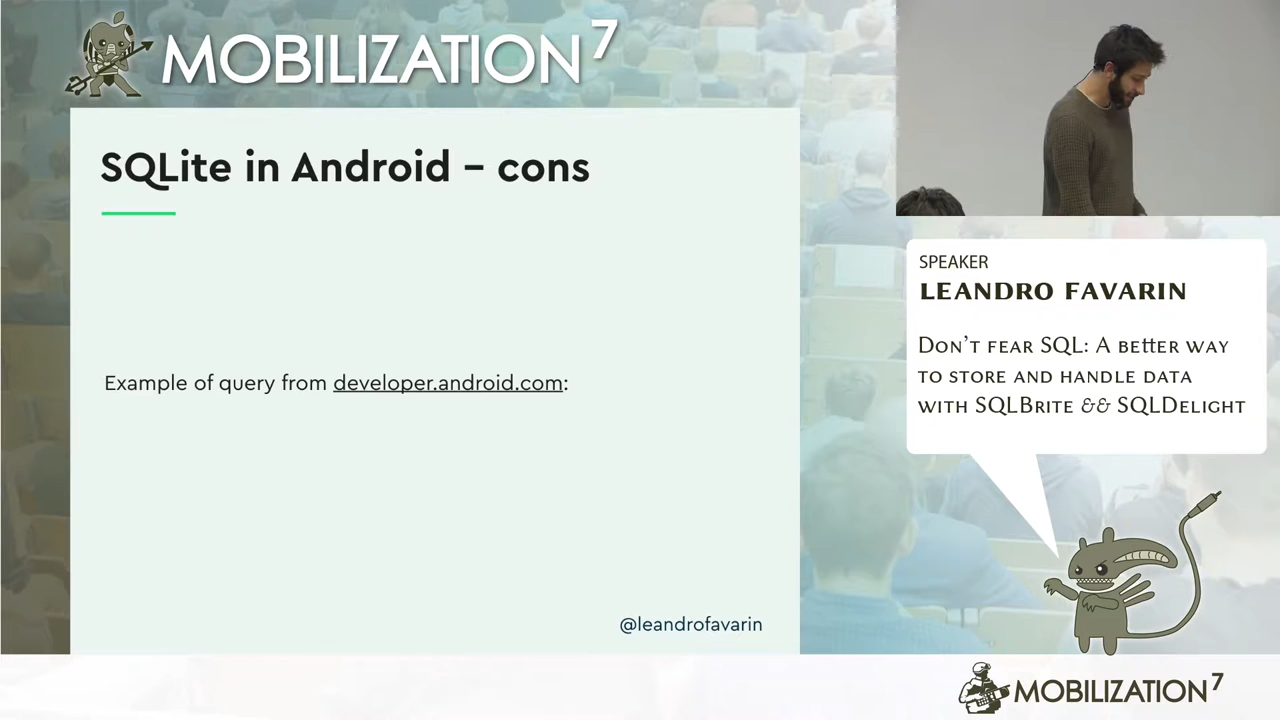 MOBILIZATION 7
SQLite in Android – cons
Example of query from developer.android.com:
@leandrofavarin
SPEAKER
LEANDRO FAVARIN
Don't fear SQL: A better way
to store and handle data
with SQLBrite && SQLDelight
MOBILIZATION 7